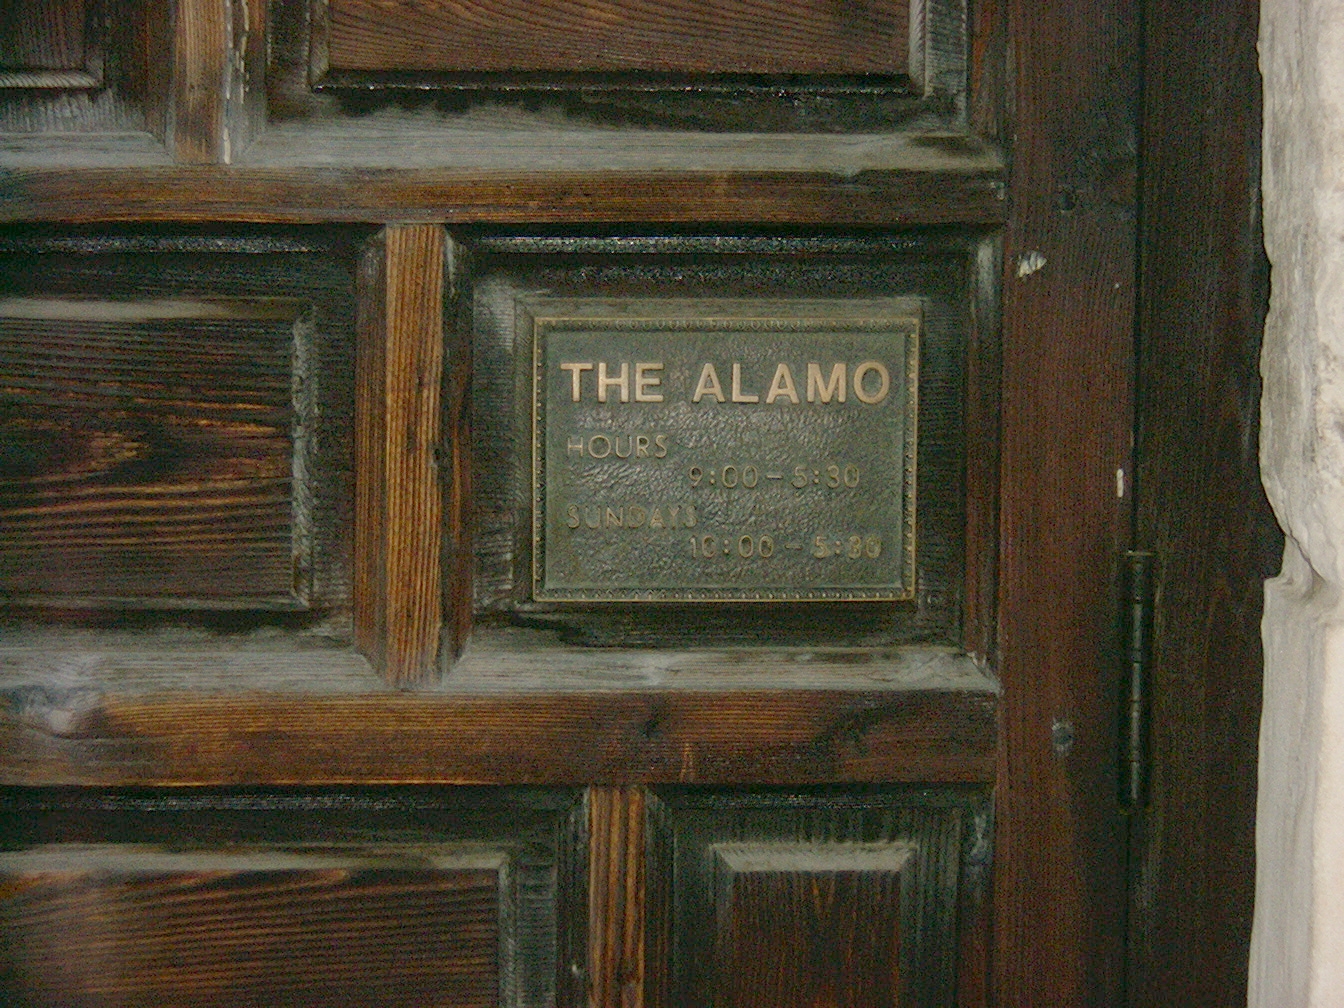 THE ALAMO
HOURS
9:00 – 5:30
SUNDAYS
10:00 – 5:30